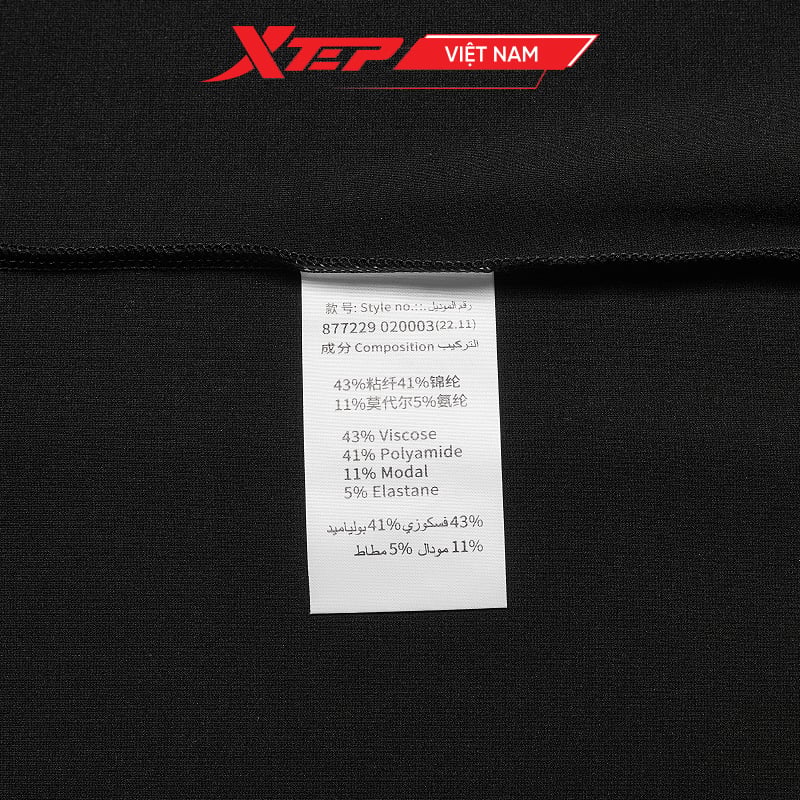 XTEP VIỆT NAM
款 号: Style no.::. رقم الموديل
877229 020003(22.11)
成分 Composition التركيب
43%粘纤41%锦纶
11%莫代尔5%氨纶
43% Viscose
41% Polyamide
11% Modal
5% Elastane
43% فسكوزي 41% بولياميد
11% مودال 5% مطاط